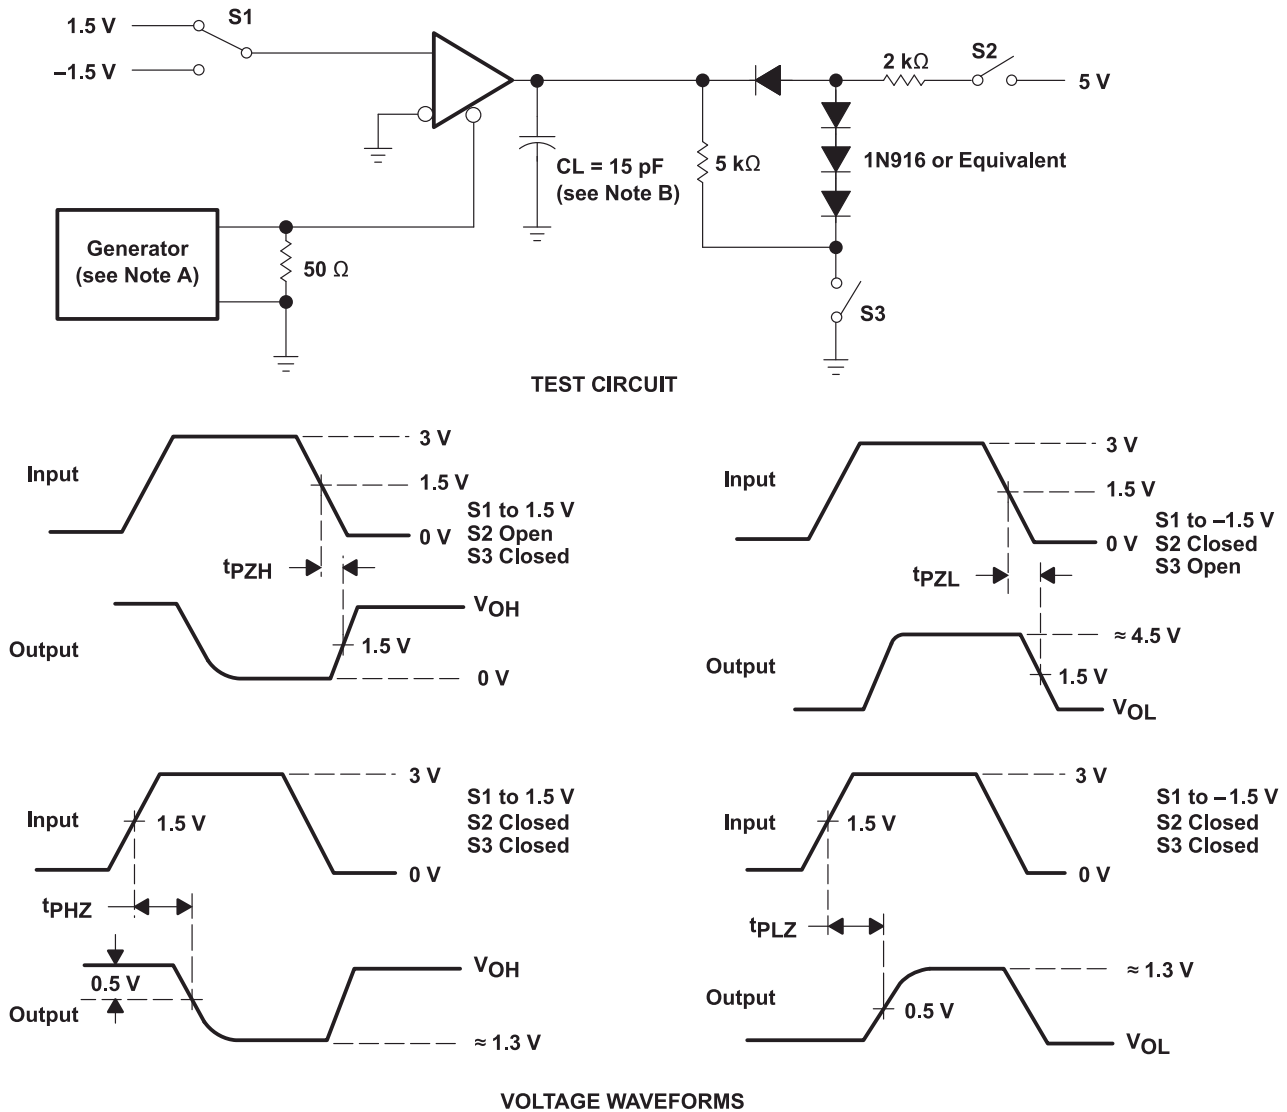 1.5 V
S1
–1.5 V
2 kΩ
S2
5 V
CL = 15 pF
(see Note B)
5 kΩ
1N916 or Equivalent
Generator
(see Note A)
50 Ω
S3
TEST CIRCUIT
Input
3 V
1.5 V
0 V
S1 to 1.5 V
S2 Open
S3 Closed
tPZH
Output
VOH
1.5 V
0 V
Input
3 V
1.5 V
0 V
S1 to –1.5 V
S2 Closed
S3 Open
tPZL
Output
≈ 4.5 V
1.5 V
VOL
Input
3 V
1.5 V
0 V
S1 to 1.5 V
S2 Closed
S3 Closed
tPHZ
0.5 V
Output
VOH
≈ 1.3 V
Input
3 V
1.5 V
0 V
S1 to –1.5 V
S2 Closed
S3 Closed
tPLZ
Output
≈ 1.3 V
0.5 V
VOL
VOLTAGE WAVEFORMS